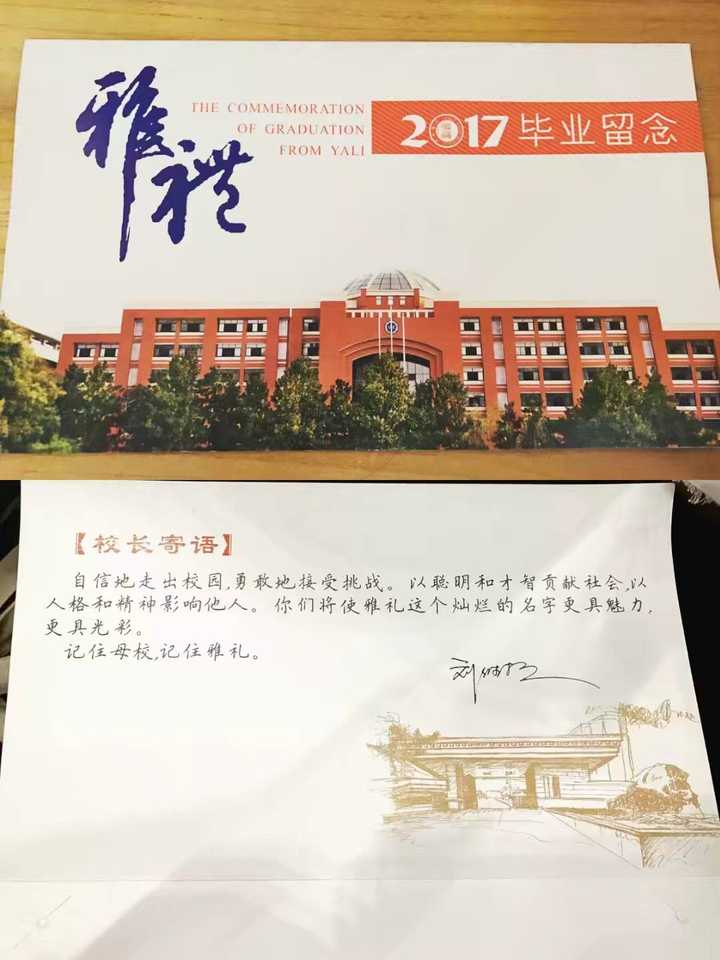 雅礼
THE COMMEMORATION
OF GRADUATION
FROM YALI
2017毕业留念
【校长寄语】
自信地走出校园,勇敢地接受挑战。以聪明和才智贡献社会,以
人格和精神影响他人。你们将使雅礼这个灿烂的名字更具魅力,
更具光彩。
记住母校,记住雅礼。